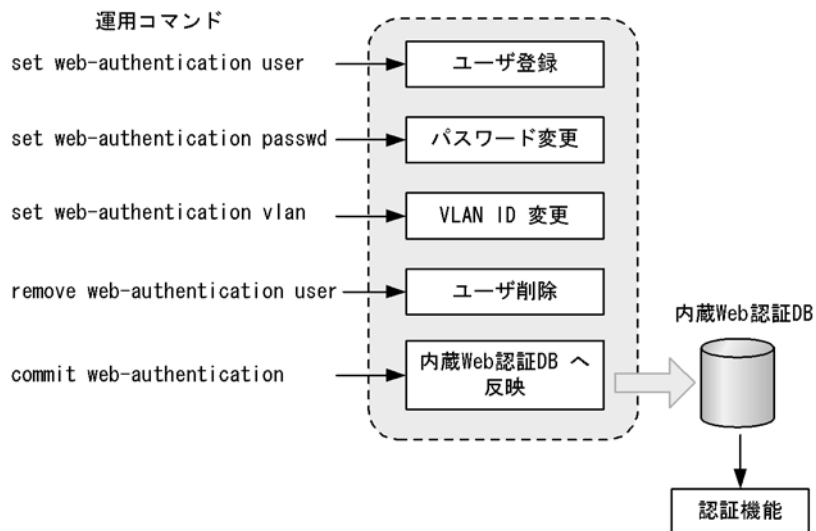 運用コマンド
set web-authentication user
ユーザ登録
set web-authentication passwd
パスワード変更
set web-authentication vlan
VLAN ID 変更
remove web-authentication user
ユーザ削除
内蔵Web認証DB
commit web-authentication
内蔵Web認証DB へ
反映
認証機能